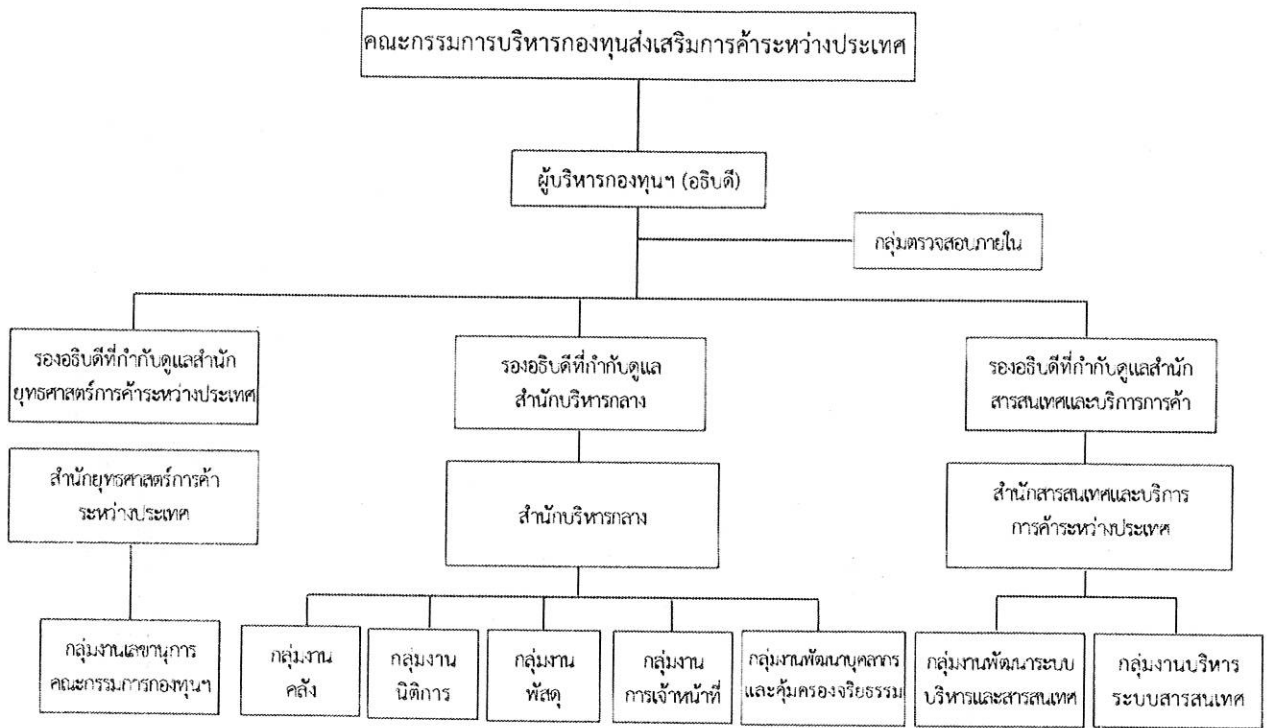 คณะกรรมการบริหารกองทุนส่งเสริมการค้าระหว่างประเทศ
ผู้บริหารกองทุนฯ (อธิบดี)
กลุ่มตรวจสอบภายใน
รองอธิบดีที่กำกับดูแลสำนัก
ยุทธศาสตร์การค้าระหว่างประเทศ
รองอธิบดีที่กำกับดูแล
สำนักบริหารกลาง
รองอธิบดีที่กำกับดูแลสำนัก
สารสนเทศและบริการการค้า
สำนักยุทธศาสตร์การค้า
ระหว่างประเทศ
สำนักบริหารกลาง
สำนักสารสนเทศและบริการ
การค้าระหว่างประเทศ
กลุ่มงานเลขานุการ
คณะกรรมการกองทุนฯ
กลุ่มงาน
คลัง
กลุ่มงาน
นิติการ
กลุ่มงาน
พัสดุ
กลุ่มงาน
การเจ้าหน้าที่
กลุ่มงานพัฒนาบุคลากร
และคุ้มครองจริยธรรม
กลุ่มงานพัฒนาระบบ
บริหารและสารสนเทศ
กลุ่มงานบริหาร
ระบบสารสนเทศ